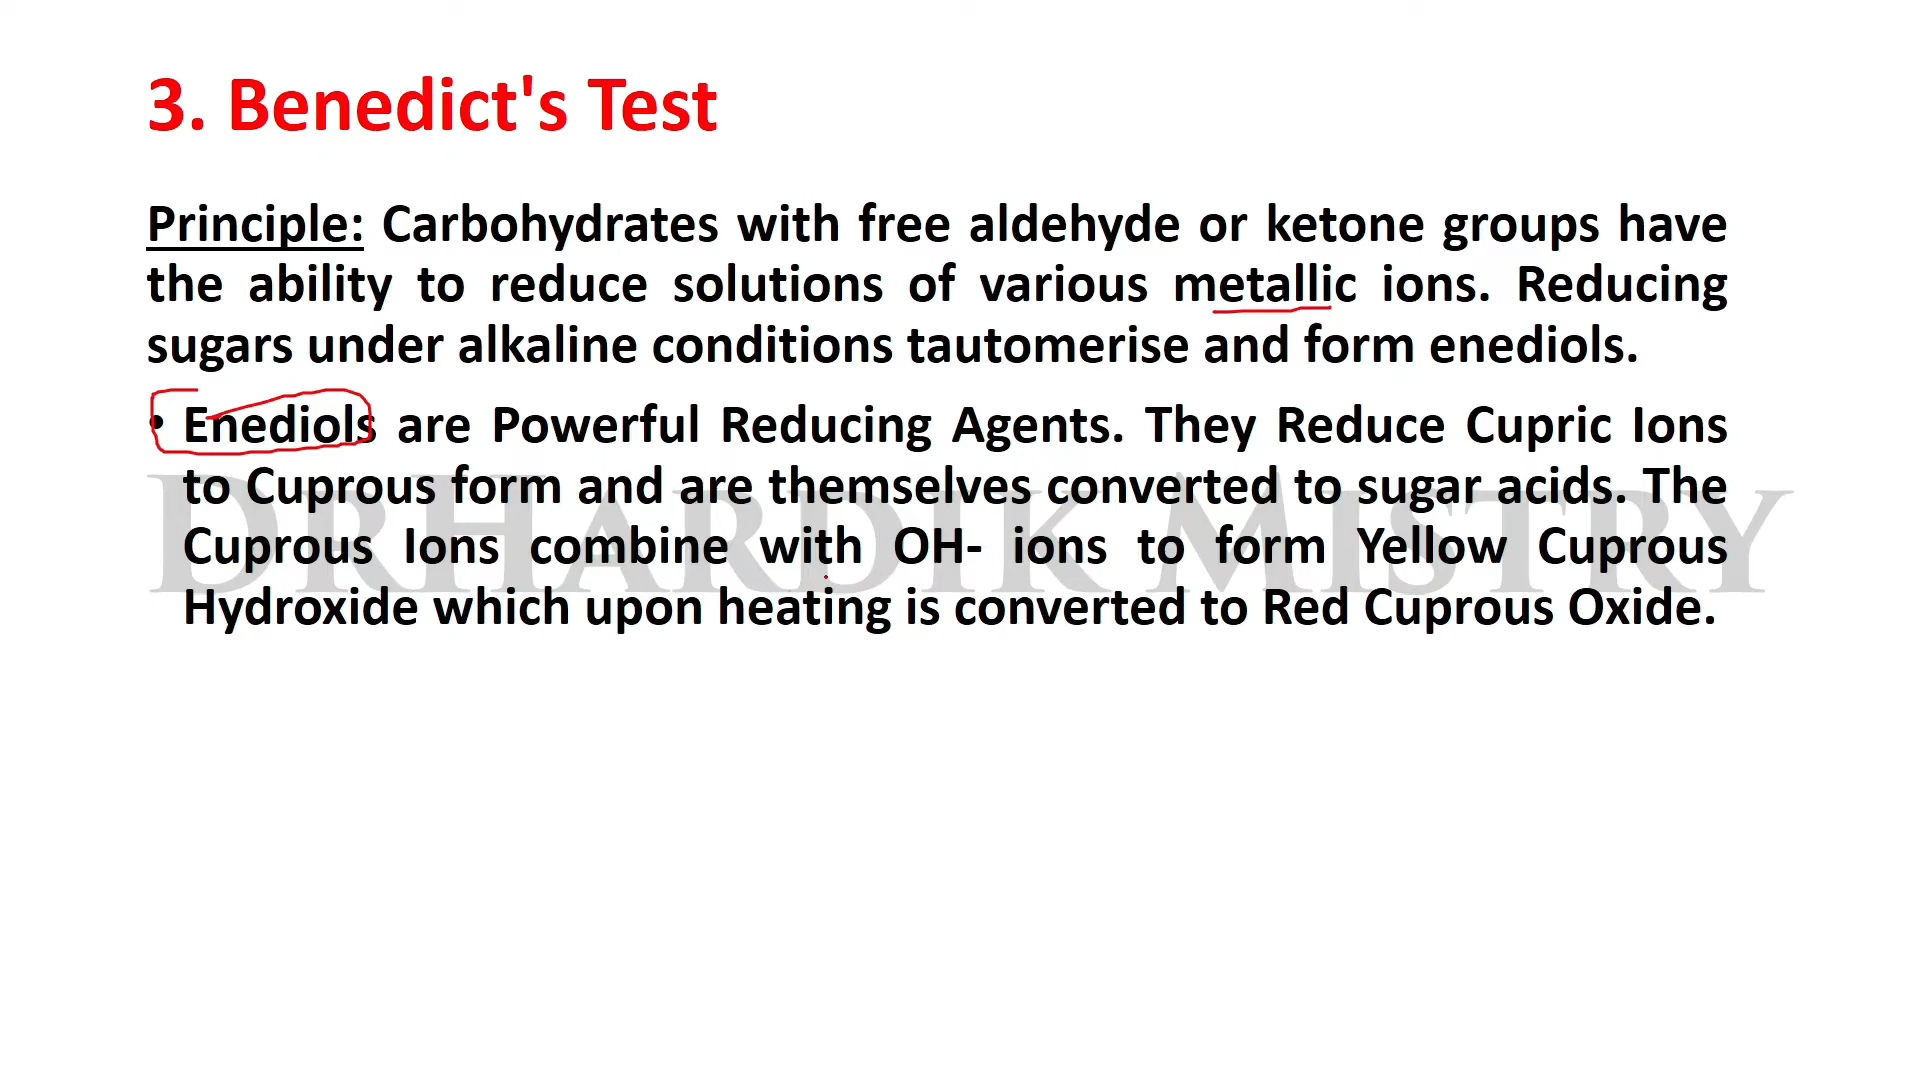 3. Benedict's Test
Principle: Carbohydrates with free aldehyde or ketone groups have
the ability to reduce solutions of various metallic ions. Reducing
sugars under alkaline conditions tautomerise and form enediols.
• Enediols are Powerful Reducing Agents. They Reduce Cupric Ions
to Cuprous form and are themselves converted to sugar acids. The
Cuprous Ions combine with OH- ions to form Yellow Cuprous
Hydroxide which upon heating is converted to Red Cuprous Oxide.
DRHARDIK MISTRY